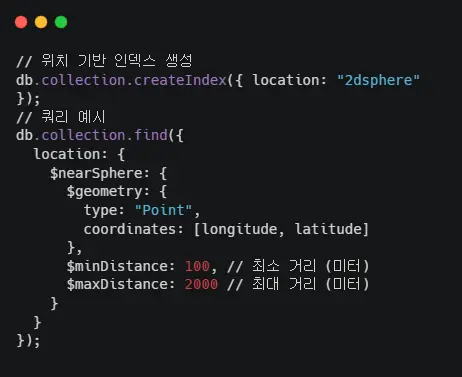 // 위치 기반 인덱스 생성
db.collection.createIndex({ location: "2dsphere"
});
// 쿼리 예시
db.collection.find({
  location: {
    $nearSphere: {
      $geometry: {
        type: "Point",
        coordinates: [longitude, latitude]
      },
      $minDistance: 100, // 최소 거리 (미터)
      $maxDistance: 2000 // 최대 거리 (미터)
    }
  }
});